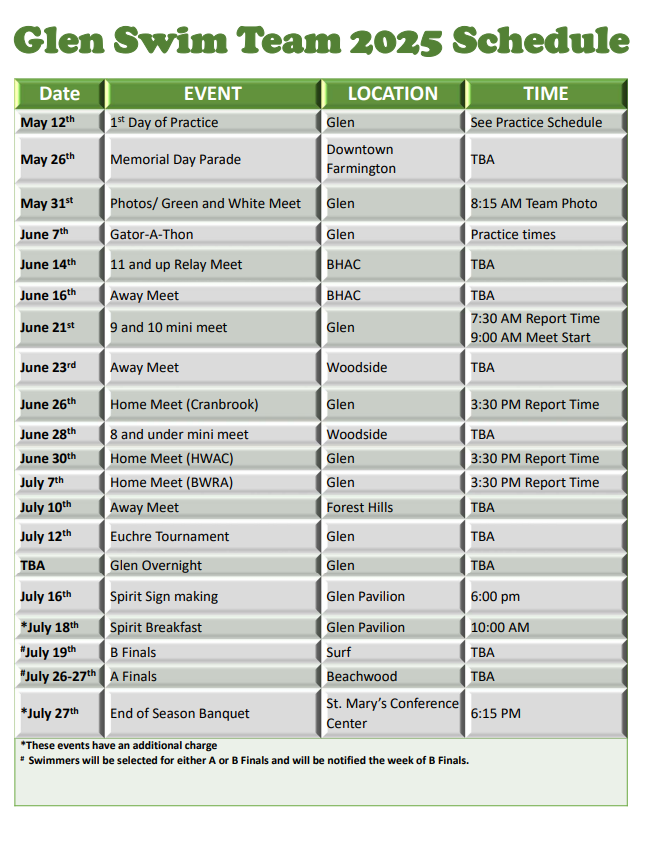 Glen Swim Team 2025 Schedule
Date EVENT LOCATION TIME
May 12th 1st Day of Practice Glen See Practice Schedule
May 26th Memorial Day Parade Downtown Farmington TBA
May 31st Photos/ Green and White Meet Glen 8:15 AM Team Photo
June 7th Gator-A-Thon Glen Practice times
June 14th 11 and up Relay Meet BHAC TBA
June 16th Away Meet BHAC TBA
June 21st 9 and 10 mini meet Glen 7:30 AM Report Time 9:00 AM Meet Start
June 23rd Away Meet Woodside TBA
June 26th Home Meet (Cranbrook) Glen 3:30 PM Report Time
June 28th 8 and under mini meet Woodside TBA
June 30th Home Meet (HWAC) Glen 3:30 PM Report Time
July 7th Home Meet (BWRA) Glen 3:30 PM Report Time
July 10th Away Meet Forest Hills TBA
July 12th Euchre Tournament Glen TBA
TBA Glen Overnight Glen TBA
July 16th Spirit Sign making Glen Pavilion 6:00 pm
*July 18th Spirit Breakfast Glen Pavilion 10:00 AM
#July 19th B Finals Surf TBA
#July 26-27th A Finals Beachwood TBA
*July 27th End of Season Banquet St. Mary's Conference Center 6:15 PM
*These events have an additional charge
# Swimmers will be selected for either A or B Finals and will be notified the week of B Finals.